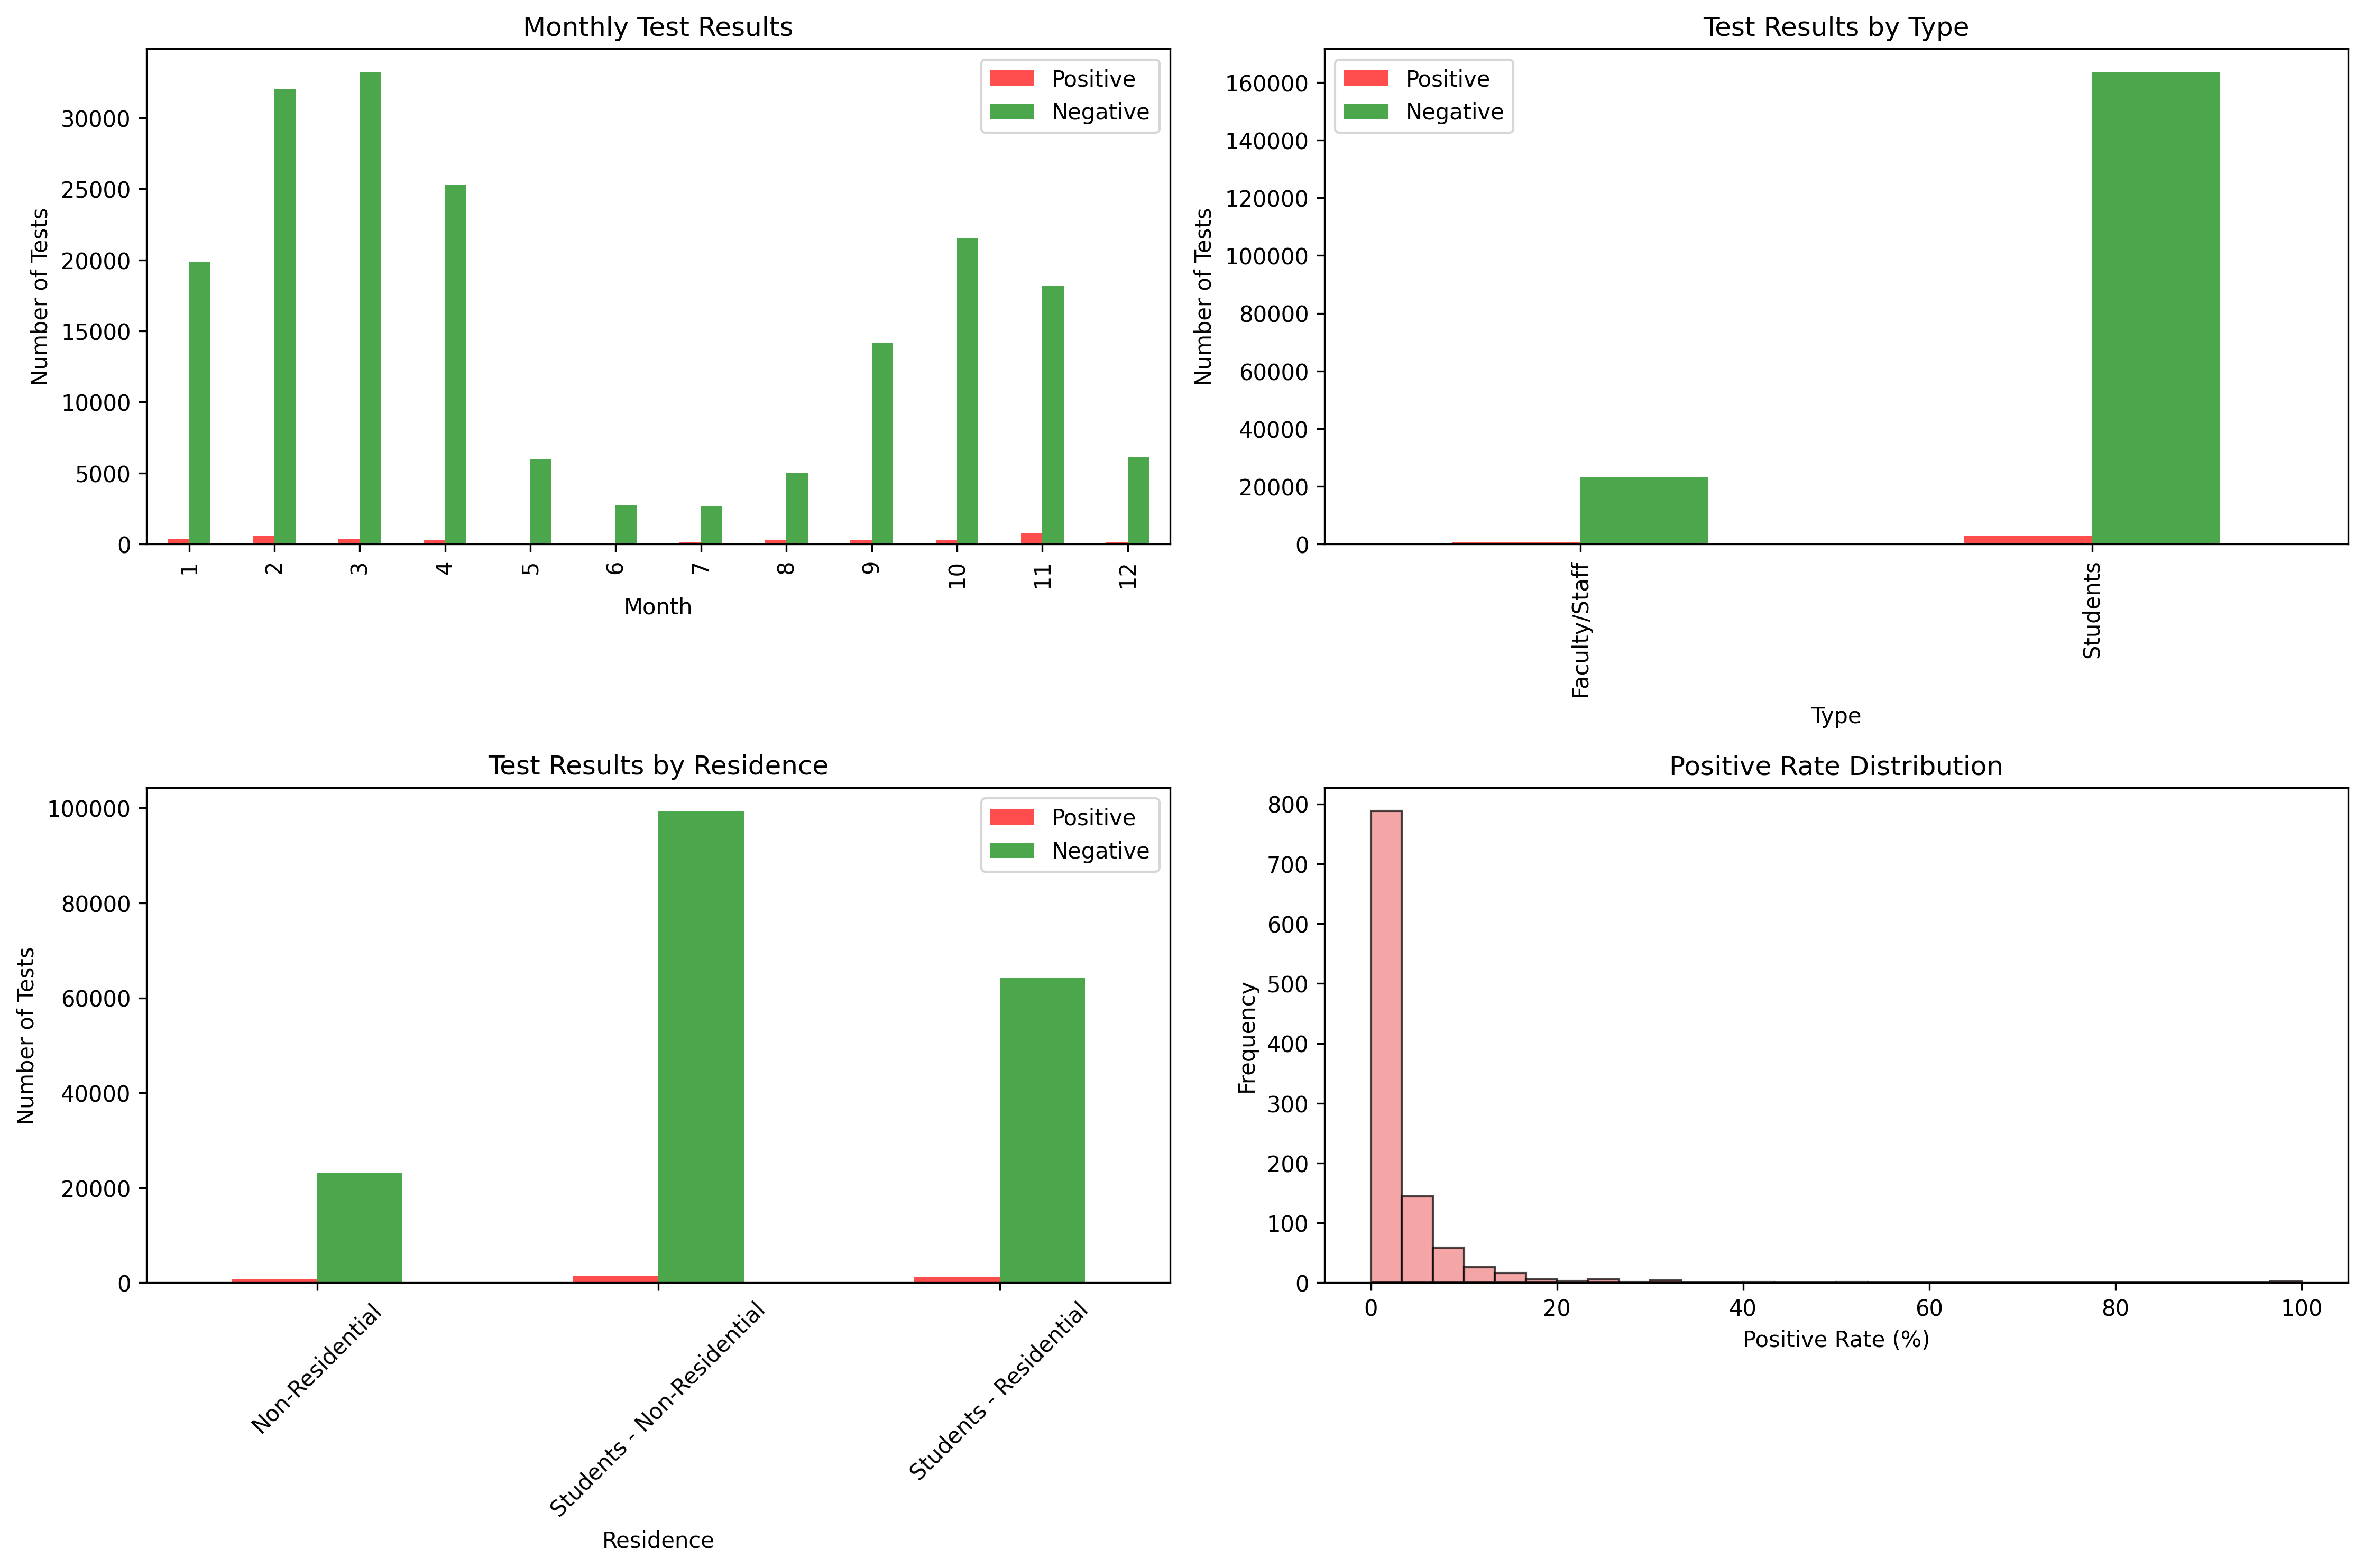 Monthly Test Results
Positive
Negative
30000
25000
20000
15000
10000
5000
0
Number of Tests
1 2 3 4 5 6 7 8 9 10 11 12
Month
Test Results by Type
Positive
Negative
160000
140000
120000
100000
80000
60000
40000
20000
0
Number of Tests
Faculty/Staff Students
Type
Test Results by Residence
Positive
Negative
100000
80000
60000
40000
20000
0
Number of Tests
Non-Residential
Students - Non-Residential
Students - Residential
Residence
Positive Rate Distribution
800
700
600
500
400
300
200
100
0
Frequency
0 20 40 60 80 100
Positive Rate (%)